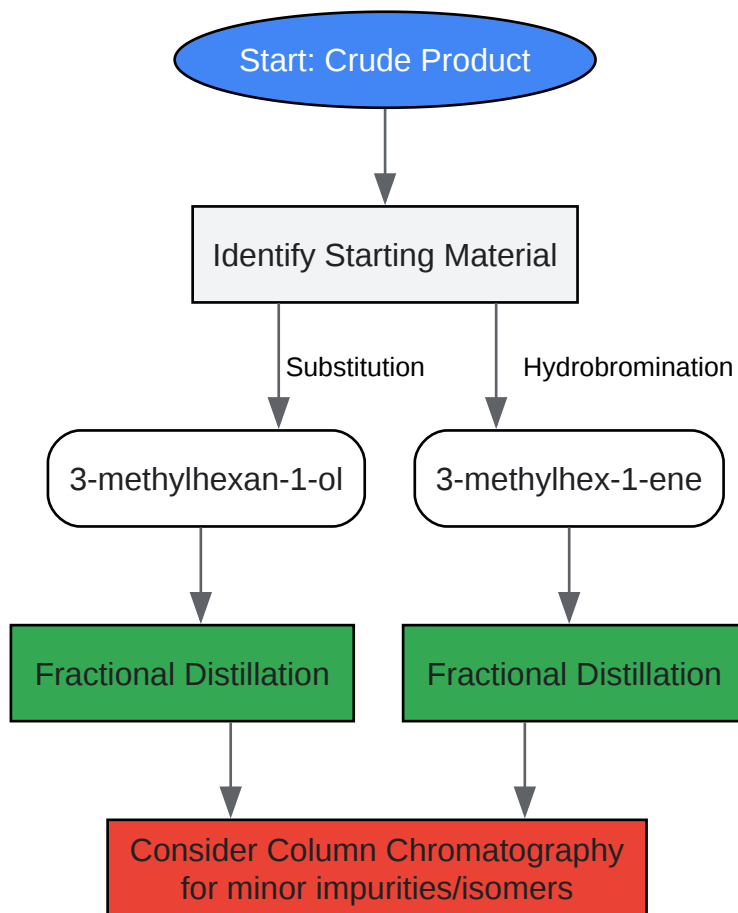 Start: Crude Product
Identify Starting Material
Substitution
Hydrobromination
3-methylhexan-1-ol
3-methylhex-1-ene
Fractional Distillation
Fractional Distillation
Consider Column Chromatography
for minor impurities/isomers